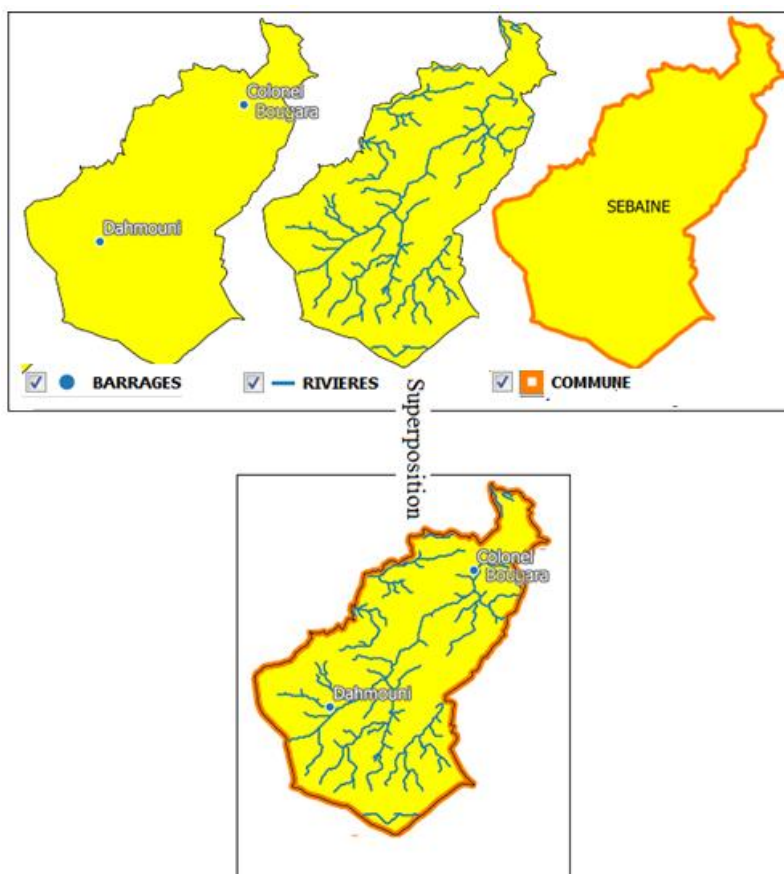 Colonel
Bougara
Dahmouni
SEBAINE
BARRAGES
RIVIERES
COMMUNE
Superposition
Colonel
Bougara
Dahmouni